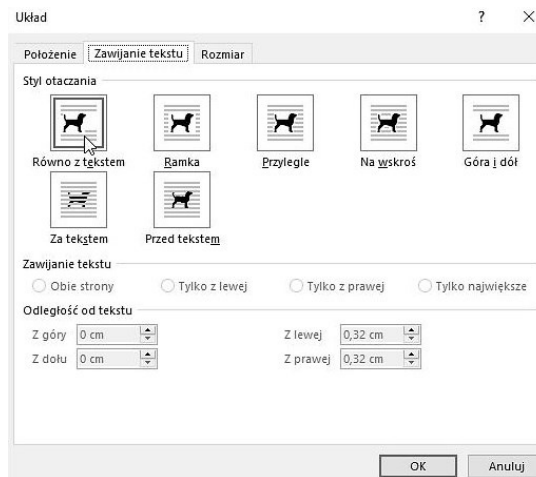 Układ ?
Położenie Zawijanie tekstu Rozmiar
Styl otaczania
Równo z tekstem Ramka Przylegle Na wskroś Góra i dół
Za tekstem Przed tekstem
Zawijanie tekstu
Obie strony Tylko z lewej Tylko z prawej Tylko największe
Odległość od tekstu
Z góry 0 cm Z lewej 0,32 cm
Z dołu 0 cm Z prawej 0,32 cm
OK Anuluj